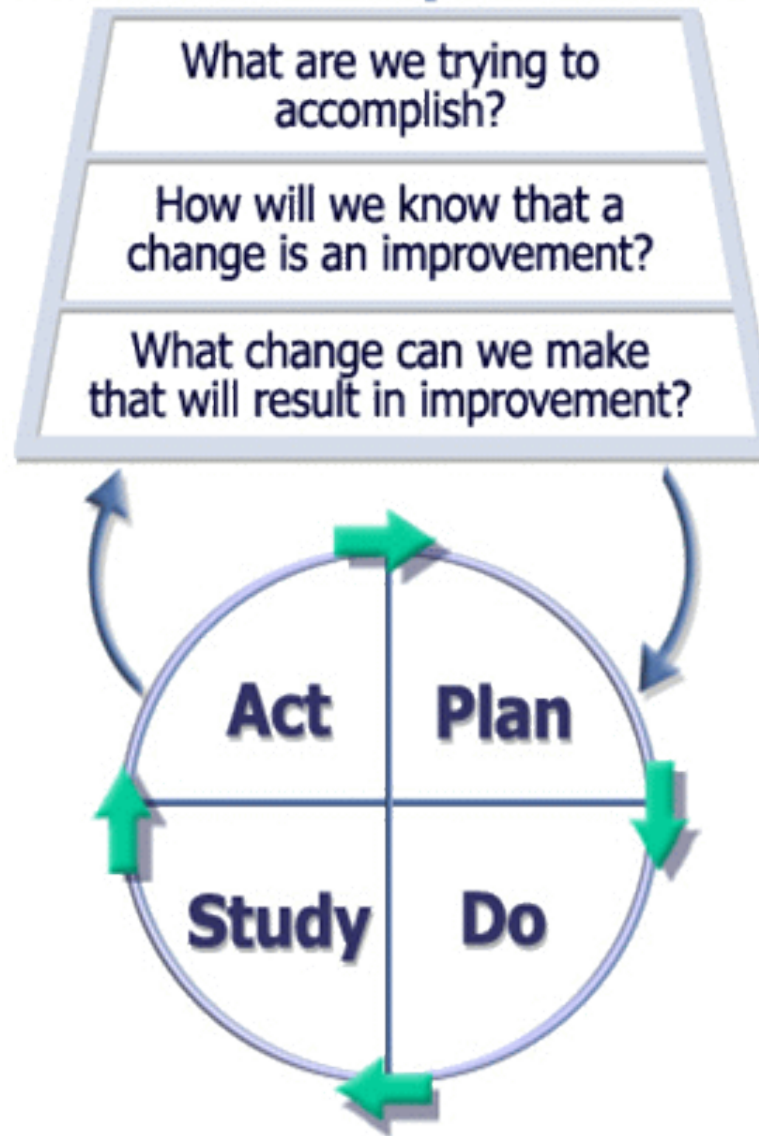 What are we trying to
accomplish?
How will we know that a
change is an improvement?
What change can we make
that will result in improvement?
Act
Plan
Study
Do